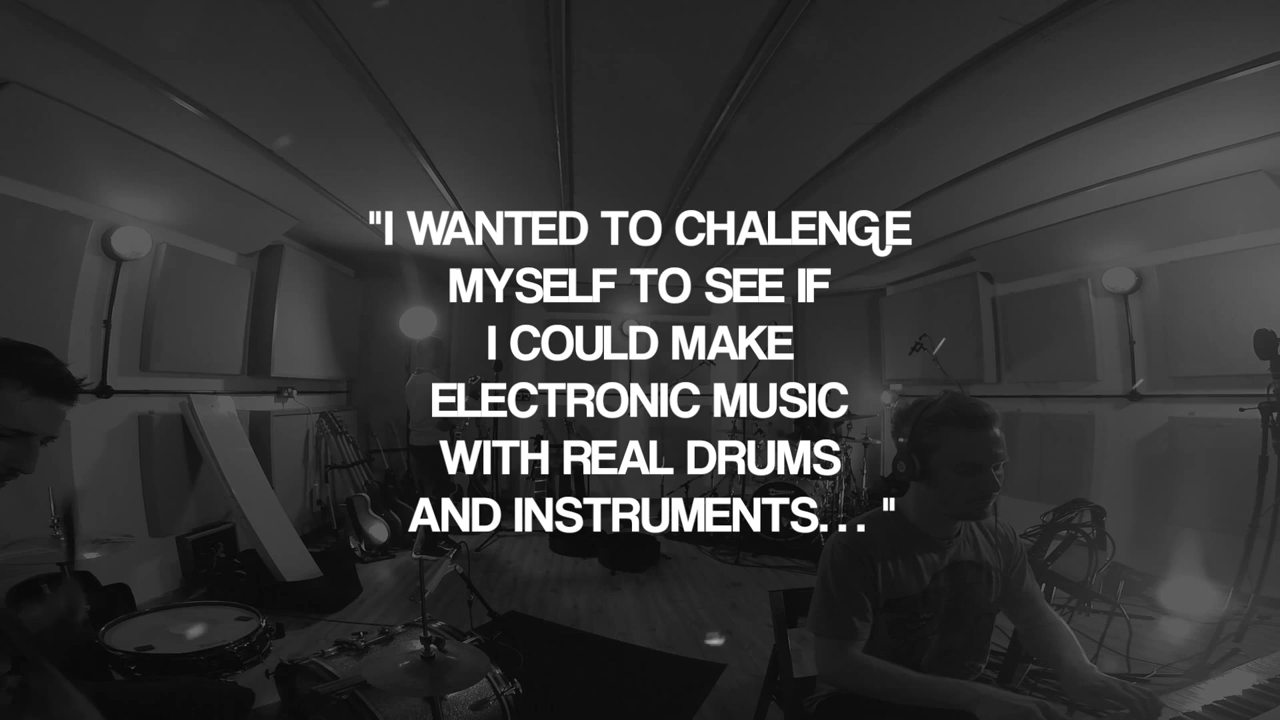 "I WANTED TO CHALENGE
MYSELF TO SEE IF
I COULD MAKE
ELECTRONIC MUSIC
WITH REAL DRUMS
AND INSTRUMENTS... "